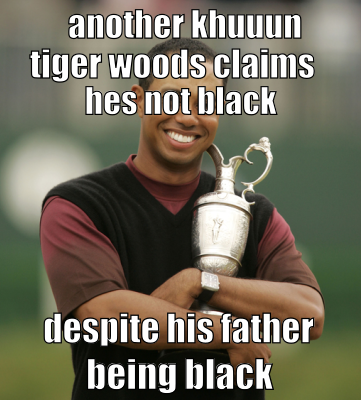 another khuuun
tiger woods claims
hes not black
despite his father
being black